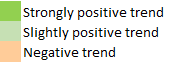 Strongly positive trend
Slightly positive trend
Negative trend